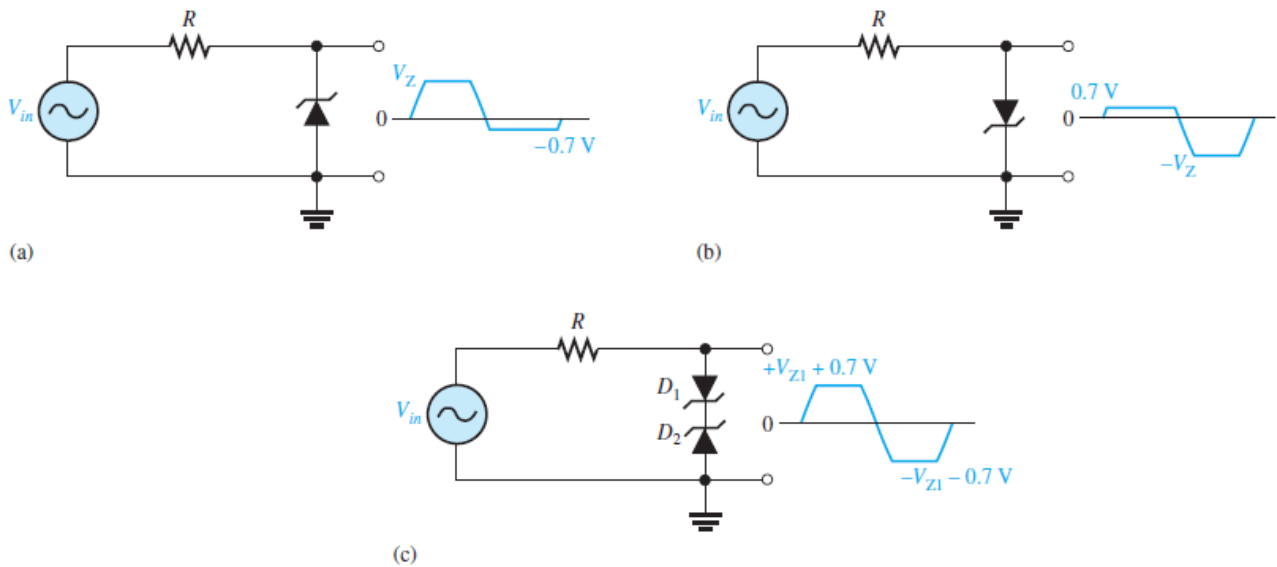 R
V_in
V_Z
0
−0.7 V
(a)
R
V_in
0.7 V
0
−V_Z
(b)
R
V_in
D_1
D_2
+V_Z1 + 0.7 V
0
−V_Z1 − 0.7 V
(c)